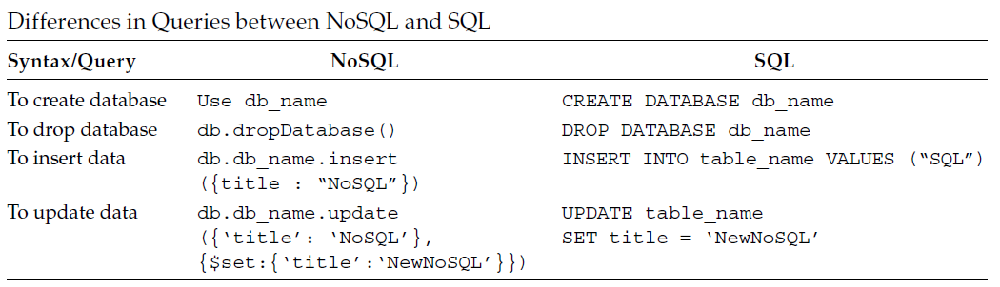 Differences in Queries between NoSQL and SQL
Syntax/Query NoSQL SQL
To create database Use db_name CREATE DATABASE db_name
To drop database db.dropDatabase() DROP DATABASE db_name
To insert data db.db_name.insert INSERT INTO table_name VALUES (“SQL”)
({title : “NoSQL”})
To update data db.db_name.update UPDATE table_name
({‘title’: ‘NoSQL’}, SET title = ‘NewNoSQL’
{$set:{‘title’:‘NewNoSQL’}})